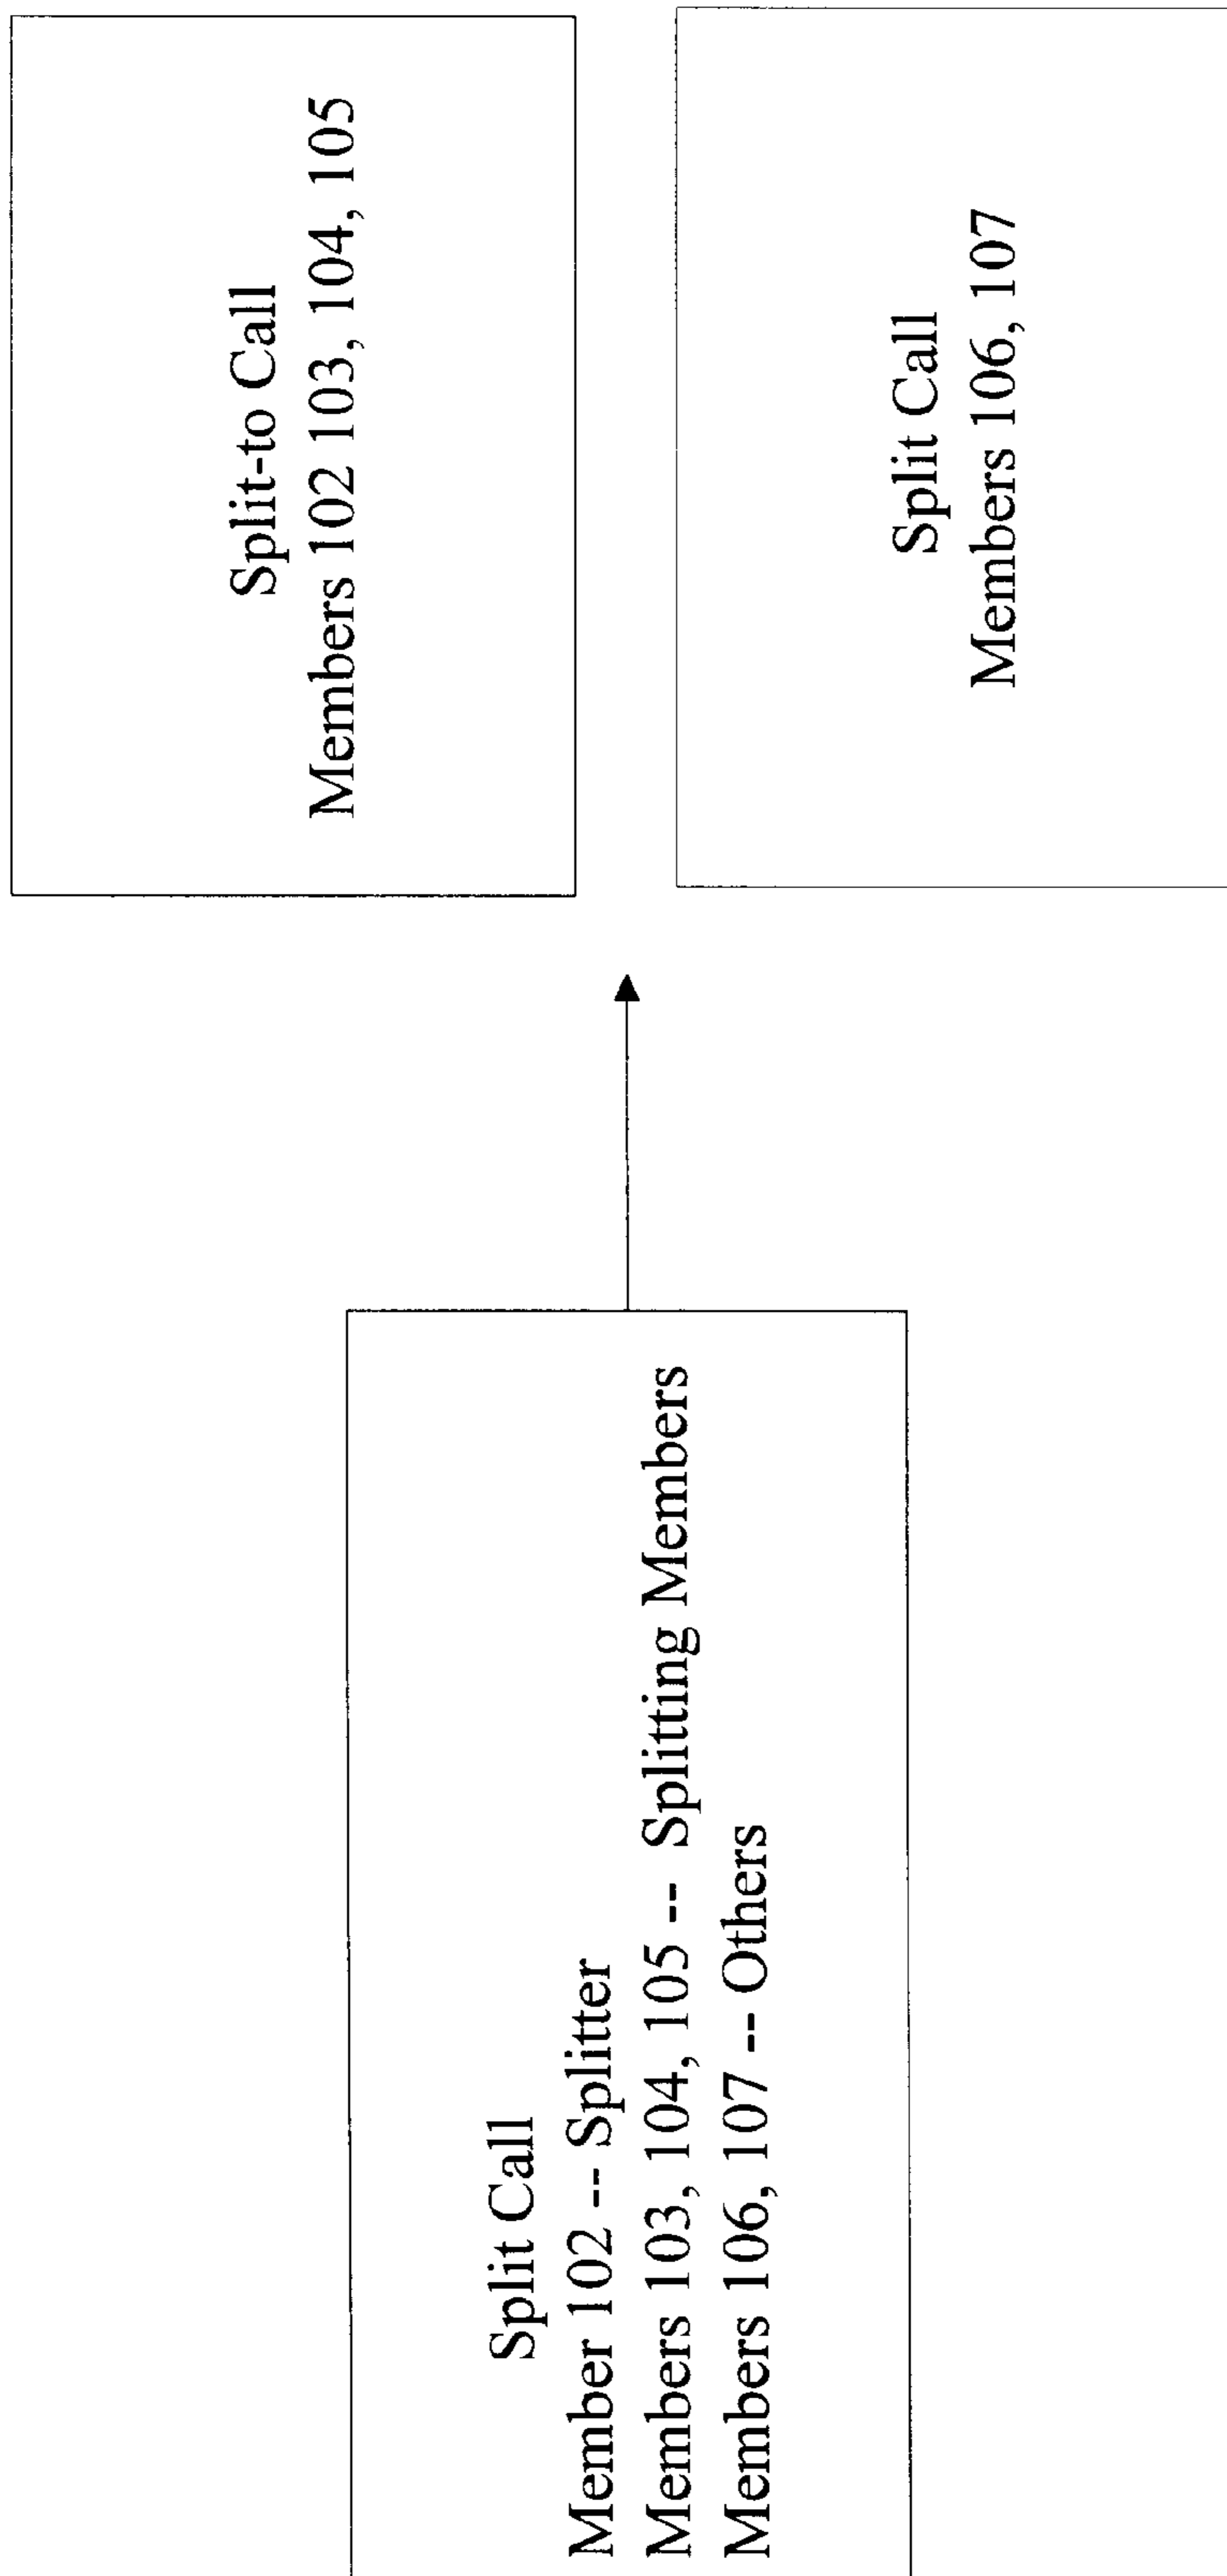 Split Call
Member 102 -- Splitter
Members 103, 104, 105 -- Splitting Members
Members 106, 107 -- Others
Split-to Call
Members 102 103, 104, 105
Split Call
Members 106, 107